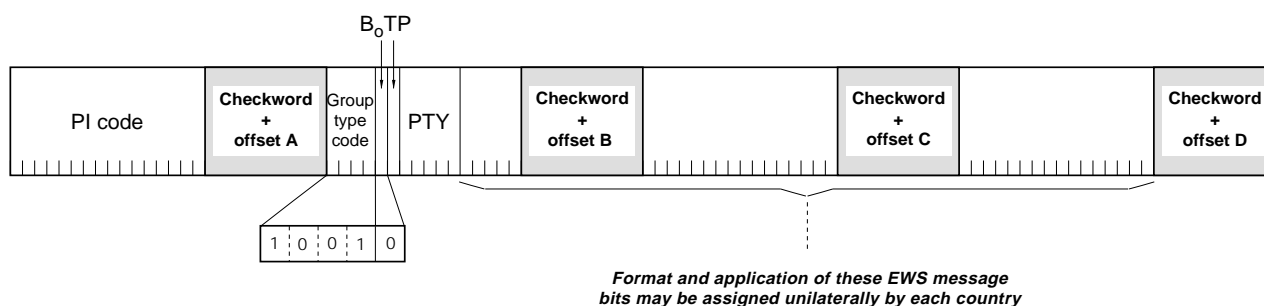 BoTP
PI code
Checkword
+
offset A
Group
type
code
PTY
Checkword
+
offset B
Checkword
+
offset C
Checkword
+
offset D
1 0 0 1 0
Format and application of these EWS message
bits may be assigned unilaterally by each country